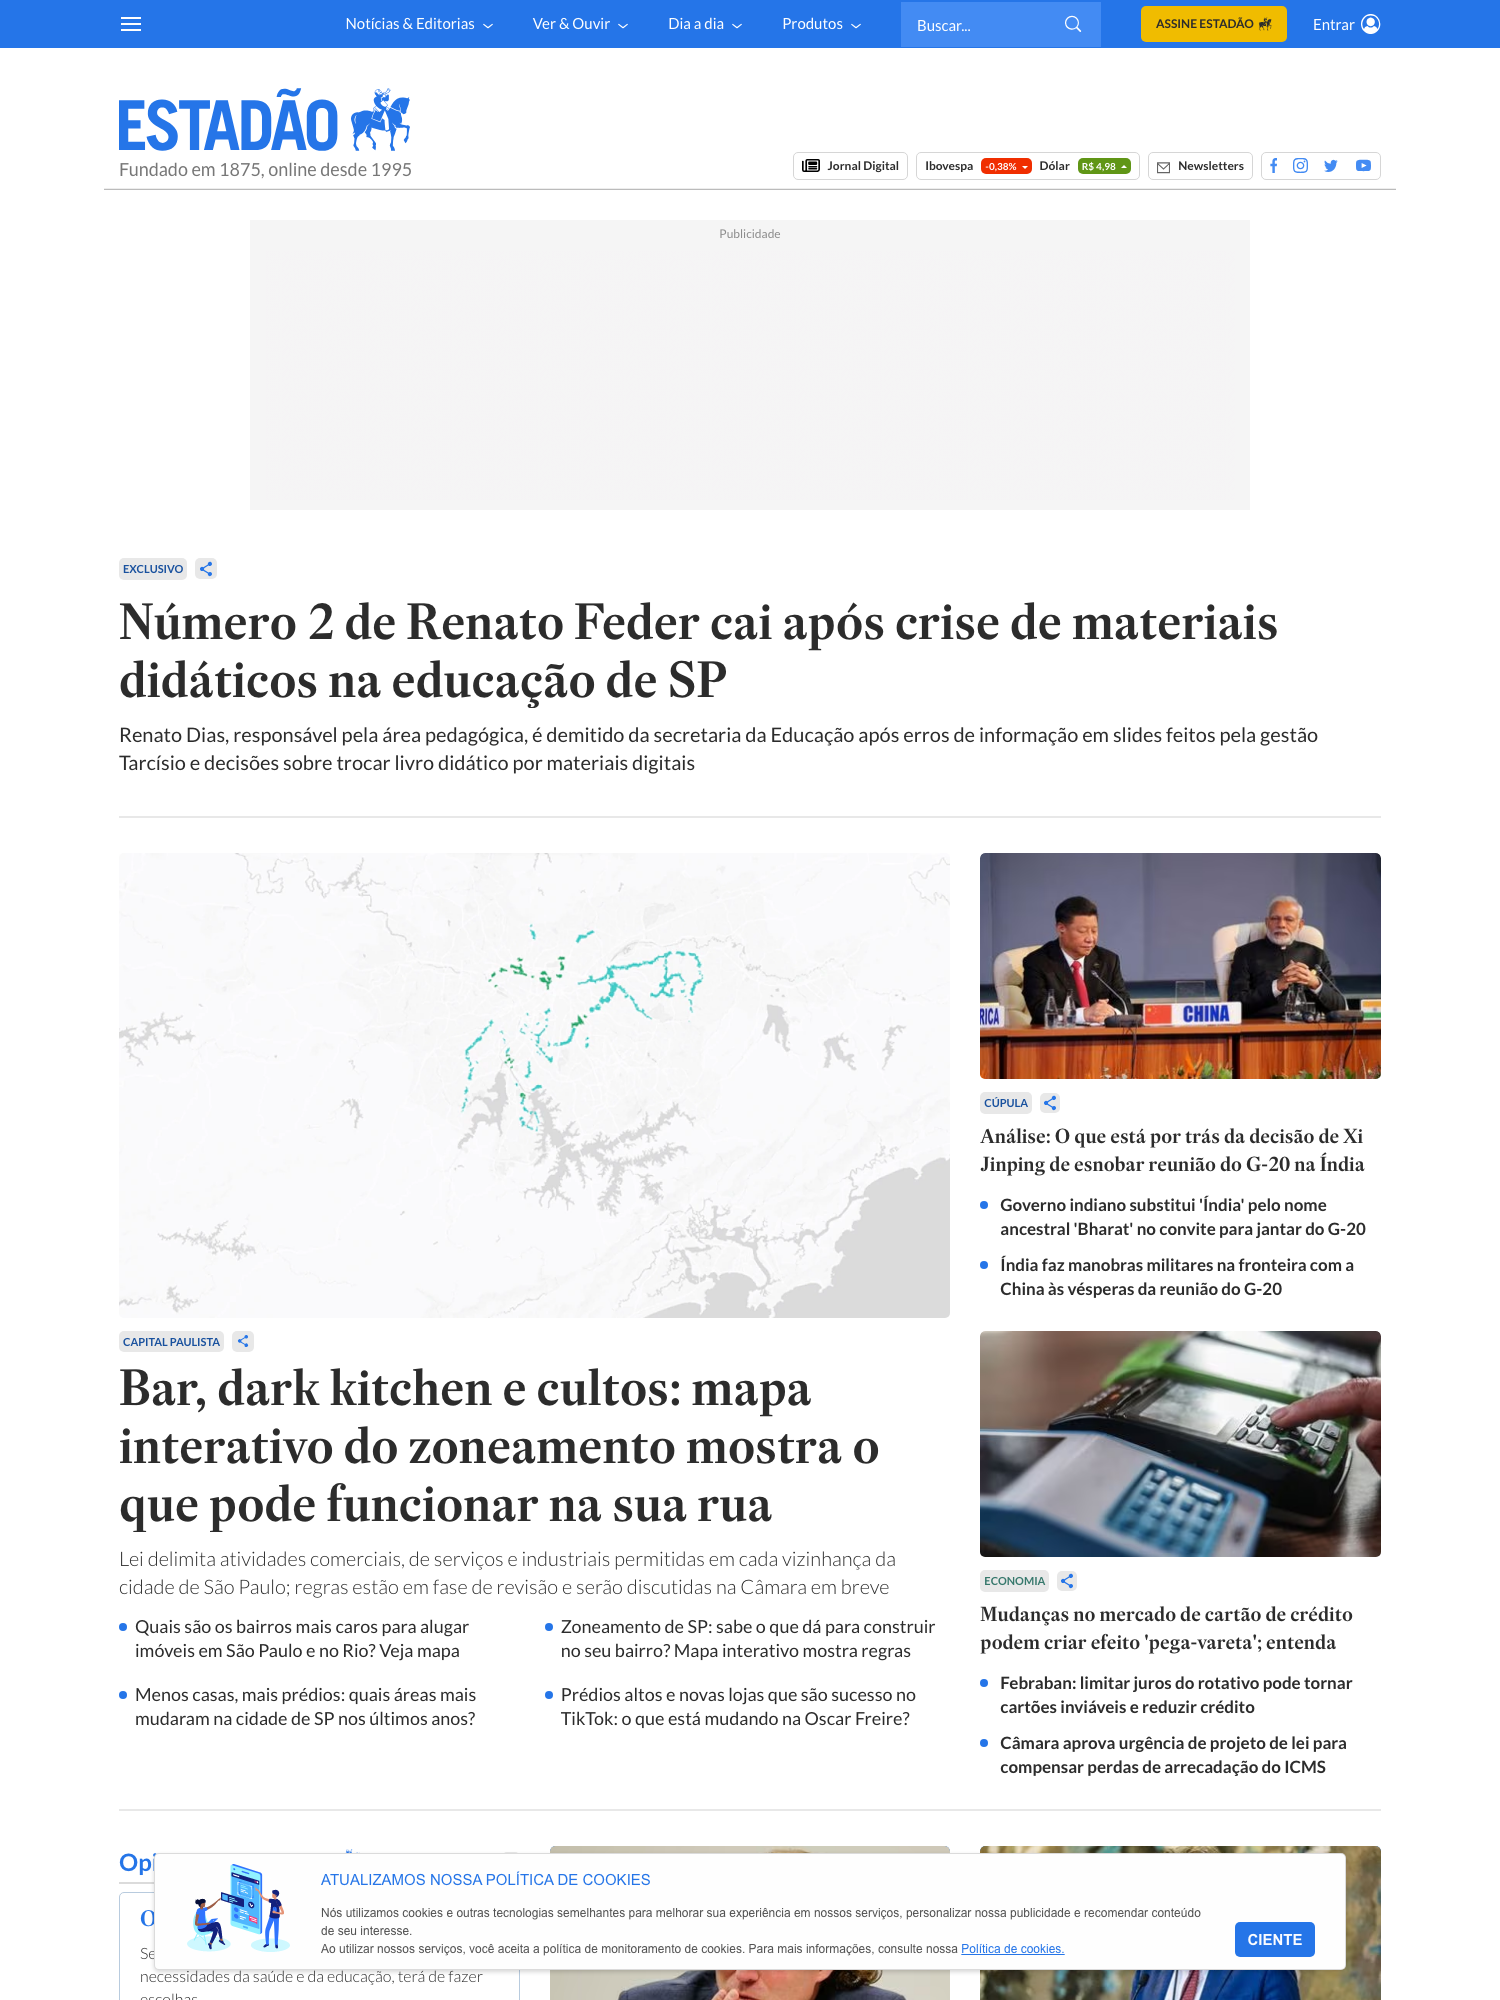 Notícias & Editorias
Ver & Ouvir
Dia a dia
Produtos
Buscar...
ASSINE ESTADÃO
Entrar
ESTADÃO
Fundado em 1875, online desde 1995
Jornal Digital
Ibovespa -0,38% Dólar R$ 4,98
Newsletters
Publicidade
EXCLUSIVO
Número 2 de Renato Feder cai após crise de materiais
didáticos na educação de SP
Renato Dias, responsável pela área pedagógica, é demitido da secretaria da Educação após erros de informação em slides feitos pela gestão
Tarcísio e decisões sobre trocar livro didático por materiais digitais
CAPITAL PAULISTA
Bar, dark kitchen e cultos: mapa
interativo do zoneamento mostra o
que pode funcionar na sua rua
Lei delimita atividades comerciais, de serviços e industriais permitidas em cada vizinhança da
cidade de São Paulo; regras estão em fase de revisão e serão discutidas na Câmara em breve
Quais são os bairros mais caros para alugar
imóveis em São Paulo e no Rio? Veja mapa
Menos casas, mais prédios: quais áreas mais
mudaram na cidade de SP nos últimos anos?
Zoneamento de SP: sabe o que dá para construir
no seu bairro? Mapa interativo mostra regras
Prédios altos e novas lojas que são sucesso no
TikTok: o que está mudando na Oscar Freire?
RICA
CHINA
CÚPULA
Análise: O que está por trás da decisão de Xi
Jinping de esnobar reunião do G-20 na Índia
Governo indiano substitui 'Índia' pelo nome
ancestral 'Bharat' no convite para jantar do G-20
Índia faz manobras militares na fronteira com a
China às vésperas da reunião do G-20
ECONOMIA
Mudanças no mercado de cartão de crédito
podem criar efeito 'pega-vareta'; entenda
Febraban: limitar juros do rotativo pode tornar
cartões inviáveis e reduzir crédito
Câmara aprova urgência de projeto de lei para
compensar perdas de arrecadação do ICMS
Opi
O
Se
necessidades da saúde e da educação, terá de fazer
escolhas
ATUALIZAMOS NOSSA POLÍTICA DE COOKIES
Nós utilizamos cookies e outras tecnologias semelhantes para melhorar sua experiência em nossos serviços, personalizar nossa publicidade e recomendar conteúdo
de seu interesse.
Ao utilizar nossos serviços, você aceita a política de monitoramento de cookies. Para mais informações, consulte nossa Política de cookies.
CIENTE